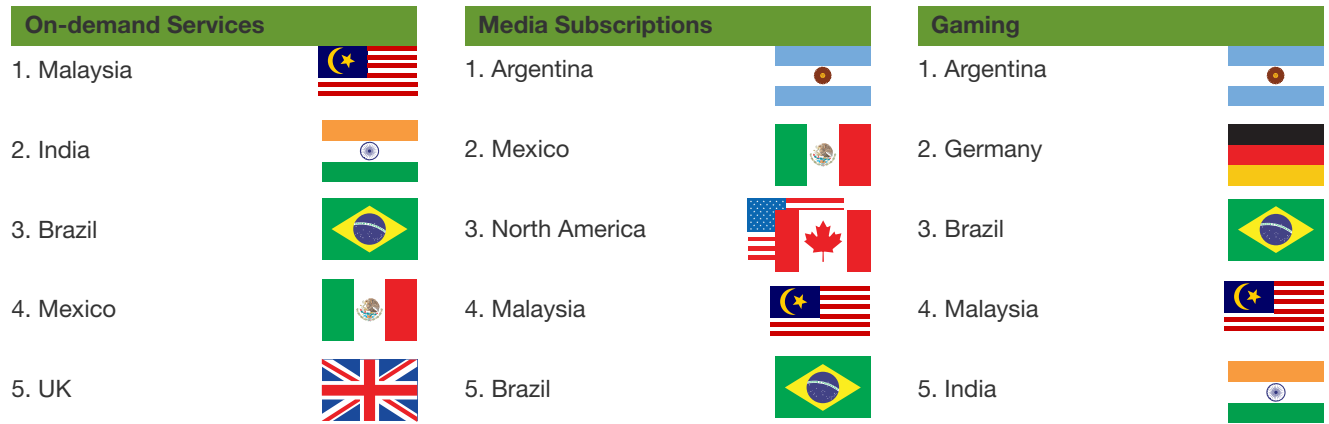 On-demand Services
1. Malaysia
2. India
3. Brazil
4. Mexico
5. UK
Media Subscriptions
1. Argentina
2. Mexico
3. North America
4. Malaysia
5. Brazil
Gaming
1. Argentina
2. Germany
3. Brazil
4. Malaysia
5. India